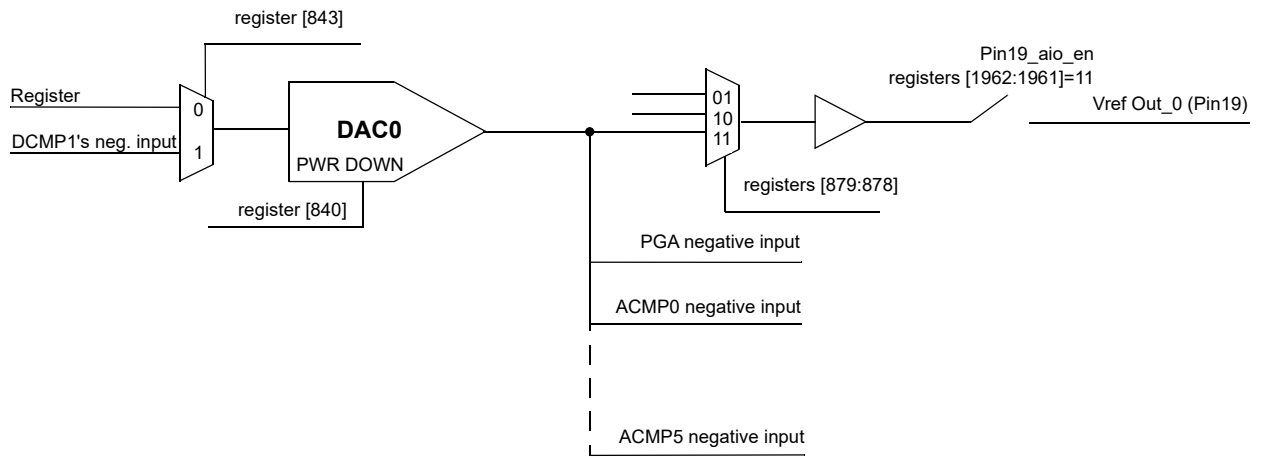 register [843]
Pin19_aio_en
registers [1962:1961]=11
Register
0
01
10
11
Vref Out_0 (Pin19)
DAC0
DCMP1's neg. input
1
PWR DOWN
registers [879:878]
register [840]
PGA negative input
ACMP0 negative input
ACMP5 negative input